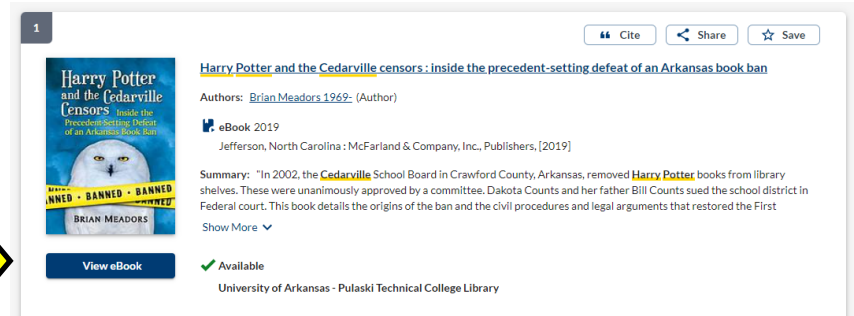 1
Cite Share Save
Harry Potter and the Cedarville censors : inside the precedent-setting defeat of an Arkansas book ban
Authors: Brian Meadors 1969- (Author)
eBook 2019
Jefferson, North Carolina : McFarland & Company, Inc., Publishers, [2019]
Summary: "In 2002, the Cedarville School Board in Crawford County, Arkansas, removed Harry Potter books from library
shelves. These were unanimously approved by a committee. Dakota Counts and her father Bill Counts sued the school district in
Federal court. This book details the origins of the ban and the civil procedures and legal arguments that restored the First
Show More
Harry Potter
and the Cedarville
Censors Inside the
Precedent-Setting Defeat
of an Arkansas Book Ban
BANNED • BANNED • BANNED
BRIAN MEADORS
View eBook
Available
University of Arkansas - Pulaski Technical College Library